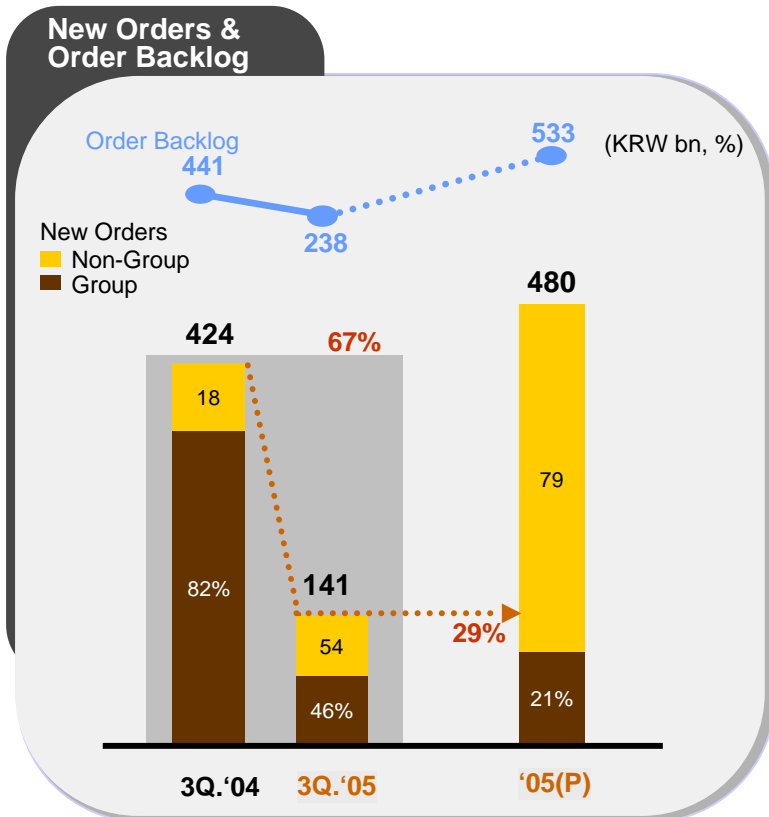 New Orders &
Order Backlog
Order Backlog
441
238
533
(KRW bn, %)
New Orders
Non-Group
Group
424
67%
480
18
82%
141
54
46%
29%
79
21%
3Q.‘04
3Q.‘05
‘05(P)